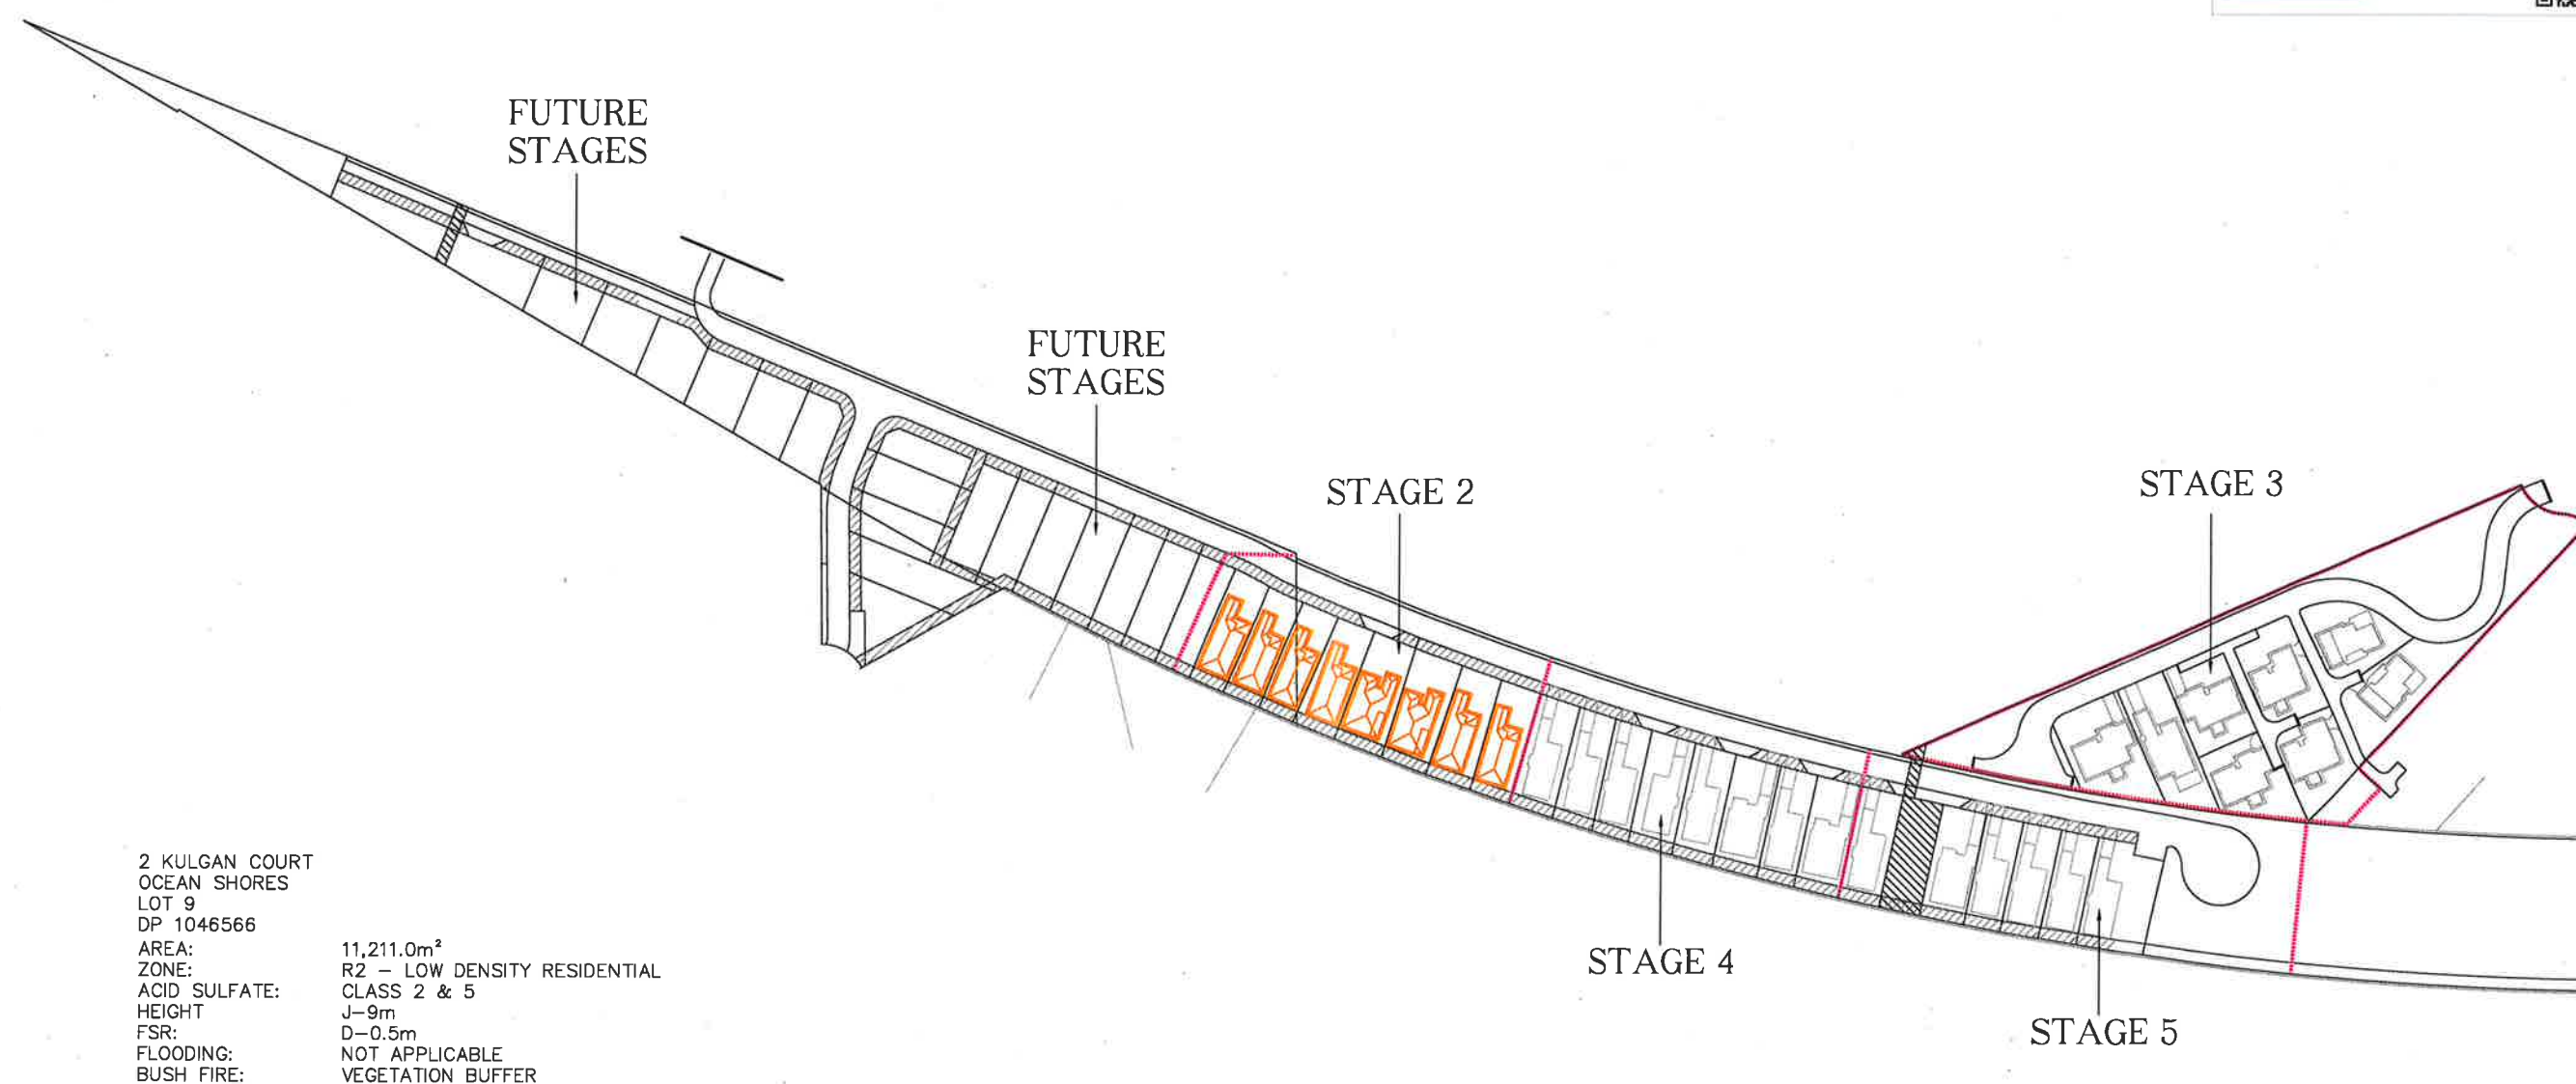 FUTURE
STAGES
FUTURE
STAGES
STAGE 2
STAGE 3
STAGE 4
STAGE 5
2 KULGAN COURT
OCEAN SHORES
LOT 9
DP 1046566
AREA: 11,211.0m²
ZONE: R2 – LOW DENSITY RESIDENTIAL
ACID SULFATE: CLASS 2 & 5
HEIGHT J–9m
FSR: D–0.5m
FLOODING: NOT APPLICABLE
BUSH FIRE: VEGETATION BUFFER